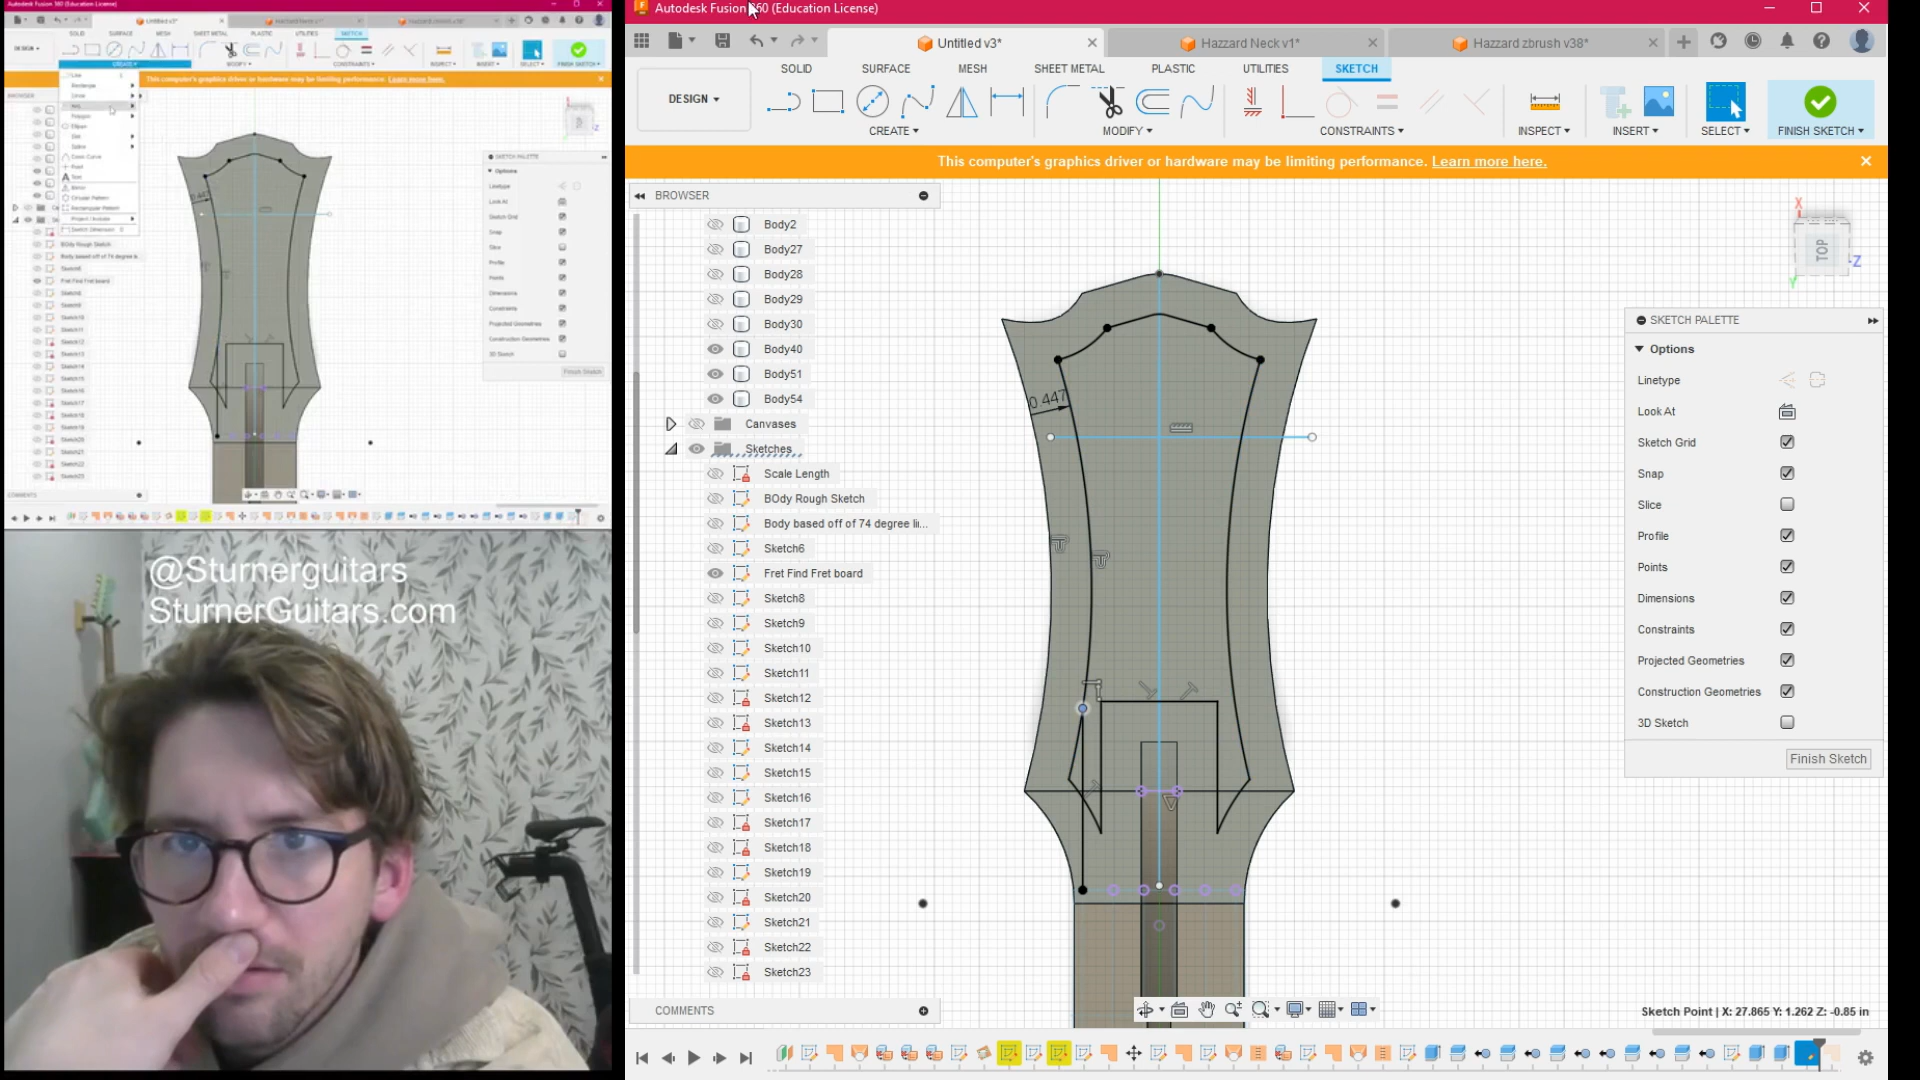 Autodesk Fusion 360 (Education License)
Untitled v3*
Hazzard Neck v1*
Hazzard zbrush v38*
SOLID
SURFACE
MESH
SHEET METAL
PLASTIC
UTILITIES
SKETCH
DESIGN
CREATE
MODIFY
CONSTRAINTS
INSPECT
INSERT
SELECT
FINISH SKETCH
This computer's graphics driver or hardware may be limiting performance. Learn more here.
BROWSER
Body2
Body27
Body28
Body29
Body30
Body40
Body51
Body54
Canvases
Sketches
Scale Length
BOdy Rough Sketch
Body based off of 74 degree li...
Sketch6
Fret Find Fret board
Sketch8
Sketch9
Sketch10
Sketch11
Sketch12
Sketch13
Sketch14
Sketch15
Sketch16
Sketch17
Sketch18
Sketch19
Sketch20
Sketch21
Sketch22
Sketch23
COMMENTS
0.447
X
TOP
Z
Y
SKETCH PALETTE
Options
Linetype
Look At
Sketch Grid
Snap
Slice
Profile
Points
Dimensions
Constraints
Projected Geometries
Construction Geometries
3D Sketch
Finish Sketch
Sketch Point | X: 27.865 Y: 1.262 Z: -0.85 in
@Sturnerguitars
SturnerGuitars.com